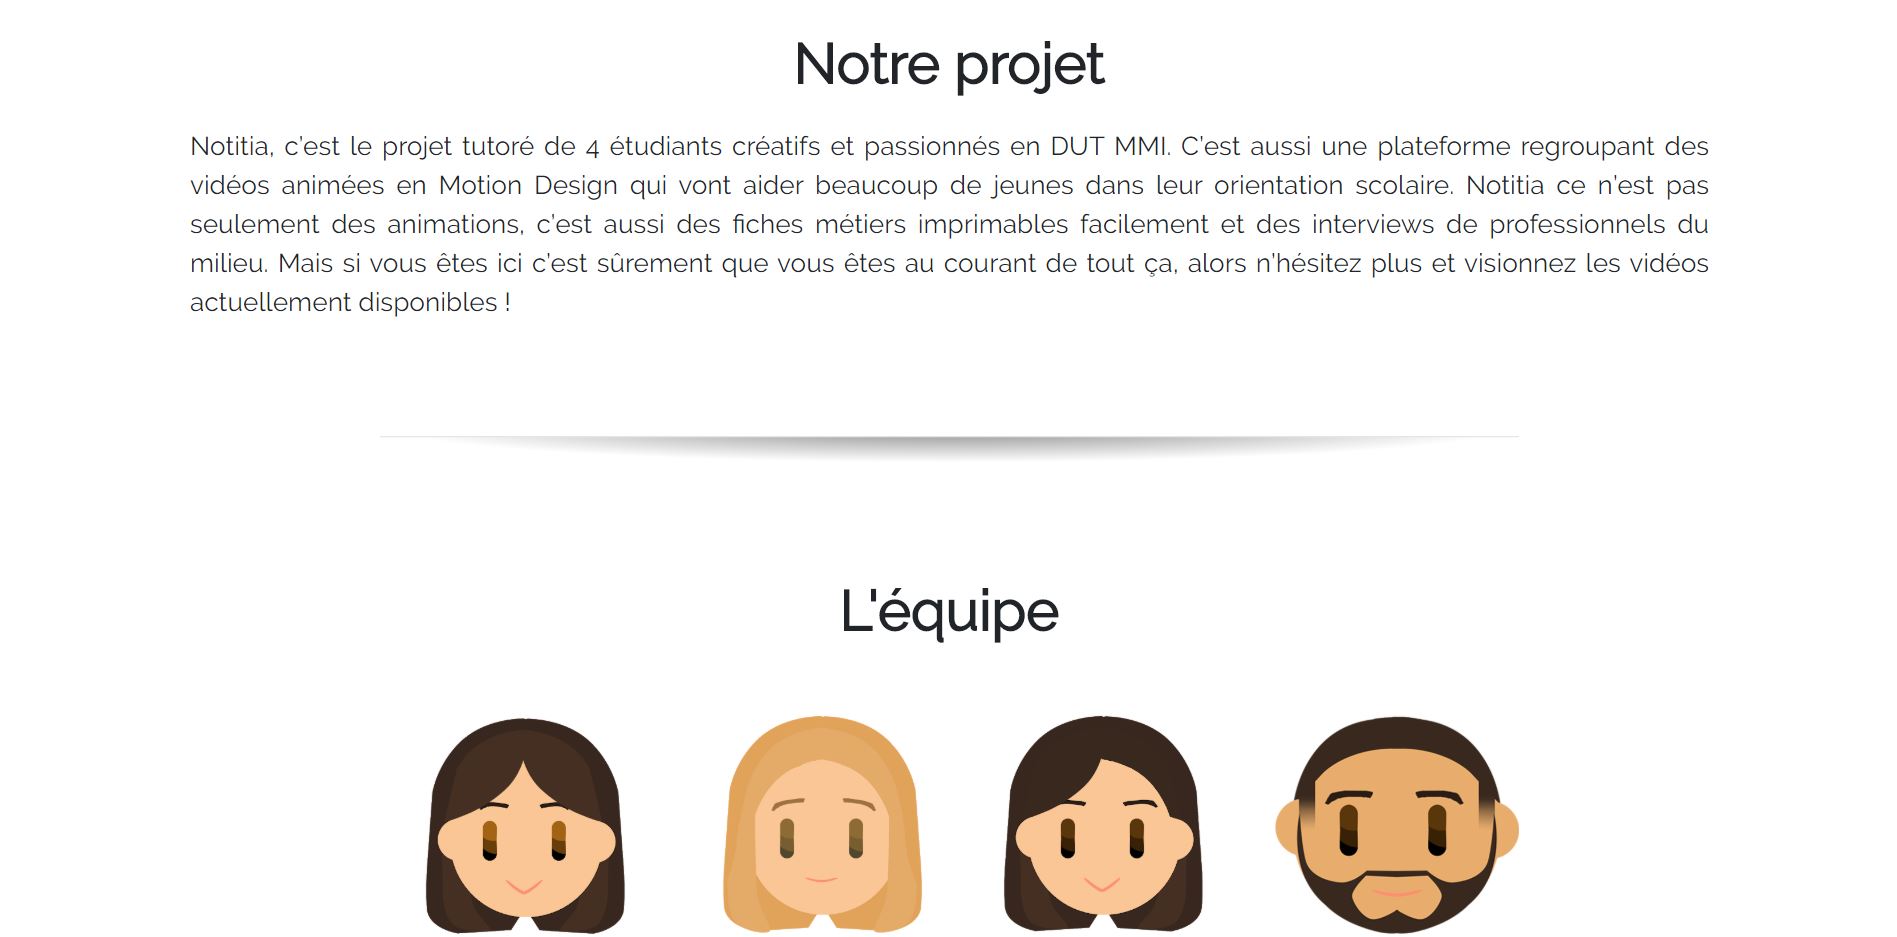 Notre projet
Notitia, c’est le projet tutoré de 4 étudiants créatifs et passionnés en DUT MMI. C’est aussi une plateforme regroupant des
vidéos animées en Motion Design qui vont aider beaucoup de jeunes dans leur orientation scolaire. Notitia ce n’est pas
seulement des animations, c’est aussi des fiches métiers imprimables facilement et des interviews de professionnels du
milieu. Mais si vous êtes ici c’est sûrement que vous êtes au courant de tout ça, alors n’hésitez plus et visionnez les vidéos
actuellement disponibles !
L'équipe